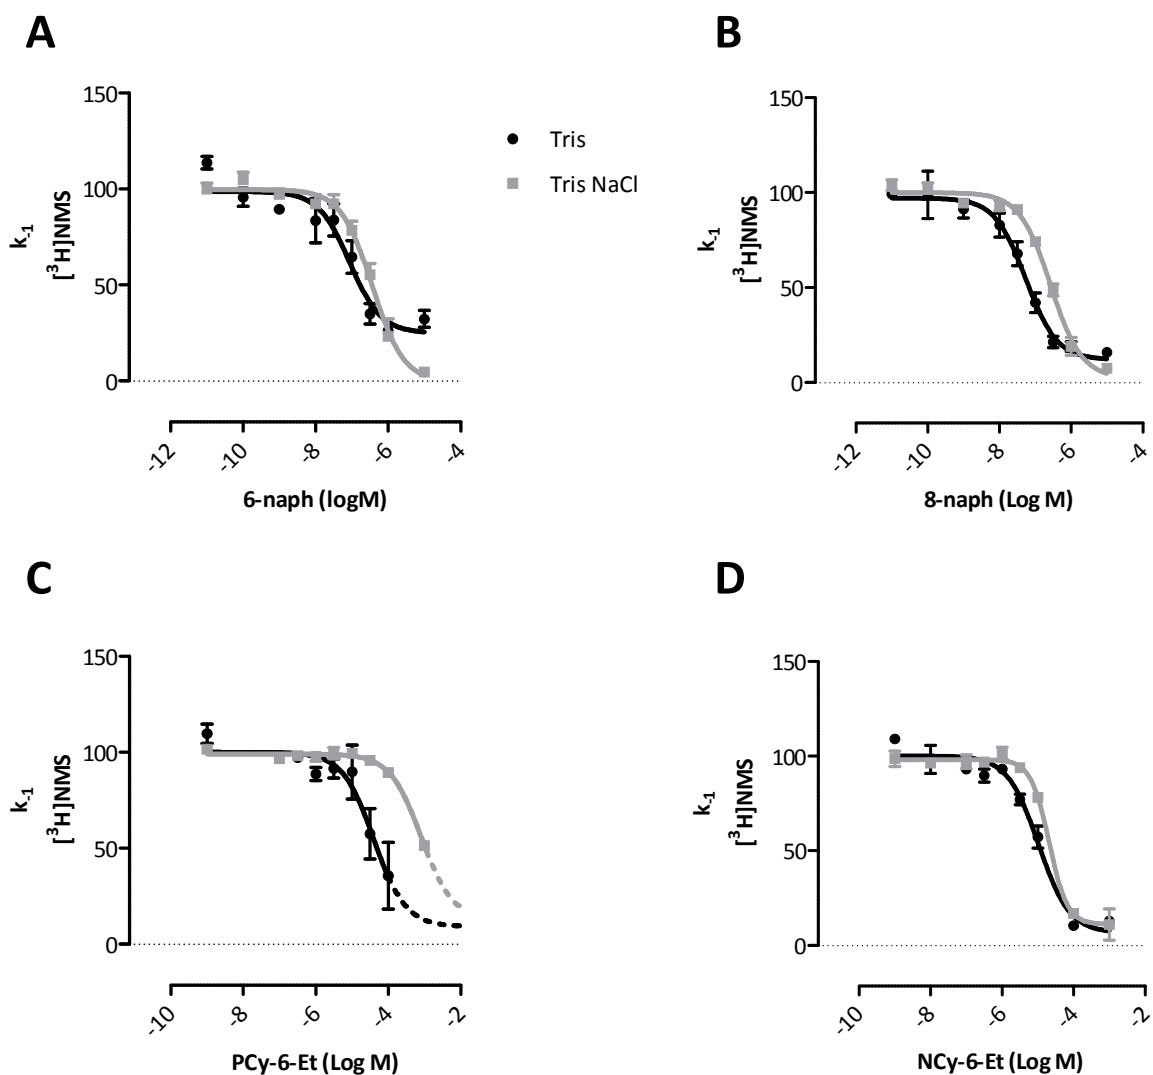 A
150
100
50
0
k-1
[³H]NMS
-12
-10
-8
-6
-4
6-naph (logM)
Tris
Tris NaCl
B
150
100
50
0
k-1
[³H]NMS
-12
-10
-8
-6
-4
8-naph (Log M)
C
150
100
50
0
k-1
[³H]NMS
-10
-8
-6
-4
-2
PCy-6-Et (Log M)
D
150
100
50
0
k-1
[³H]NMS
-10
-8
-6
-4
-2
NCy-6-Et (Log M)